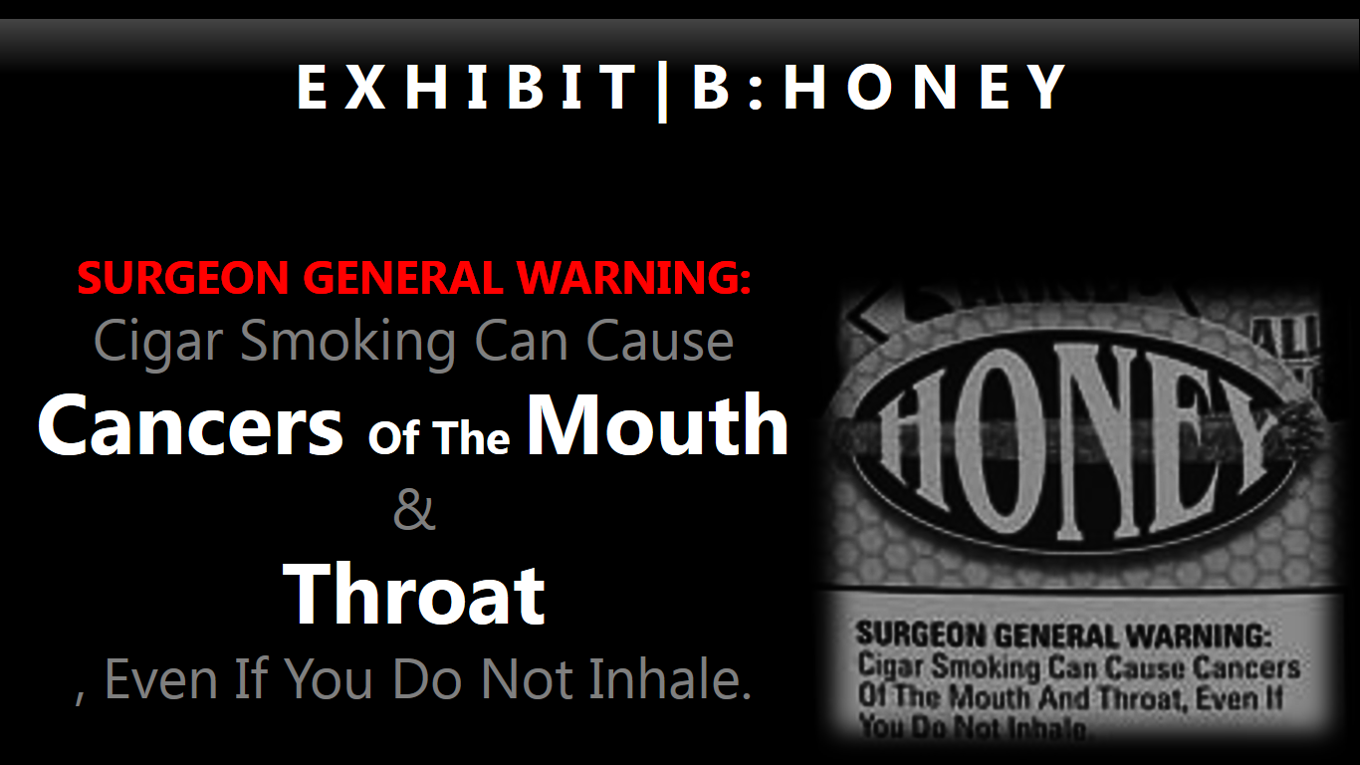 EXHIBIT|B:HONEY
SURGEON GENERAL WARNING:
Cigar Smoking Can Cause
Cancers Of The Mouth
&
Throat
, Even If You Do Not Inhale.
HONEY
SURGEON GENERAL WARNING:
Cigar Smoking Can Cause Cancers
Of The Mouth And Throat, Even If
You Do Not Inhale.